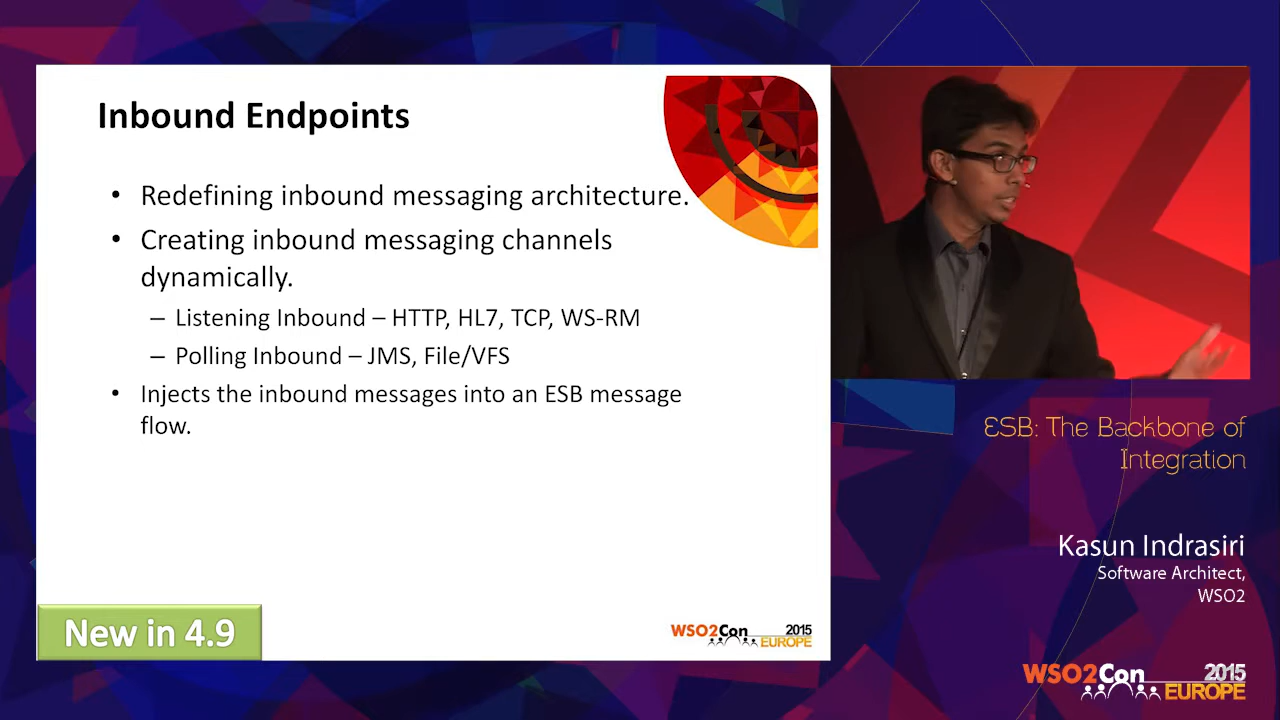 Inbound Endpoints
• Redefining inbound messaging architecture.
• Creating inbound messaging channels
dynamically.
– Listening Inbound – HTTP, HL7, TCP, WS-RM
– Polling Inbound – JMS, File/VFS
• Injects the inbound messages into an ESB message
flow.
New in 4.9
WSO2Con 2015
EUROPE
ESB: The Backbone of
Integration
Kasun Indrasiri
Software Architect,
WSO2
WSO2Con 2015
EUROPE